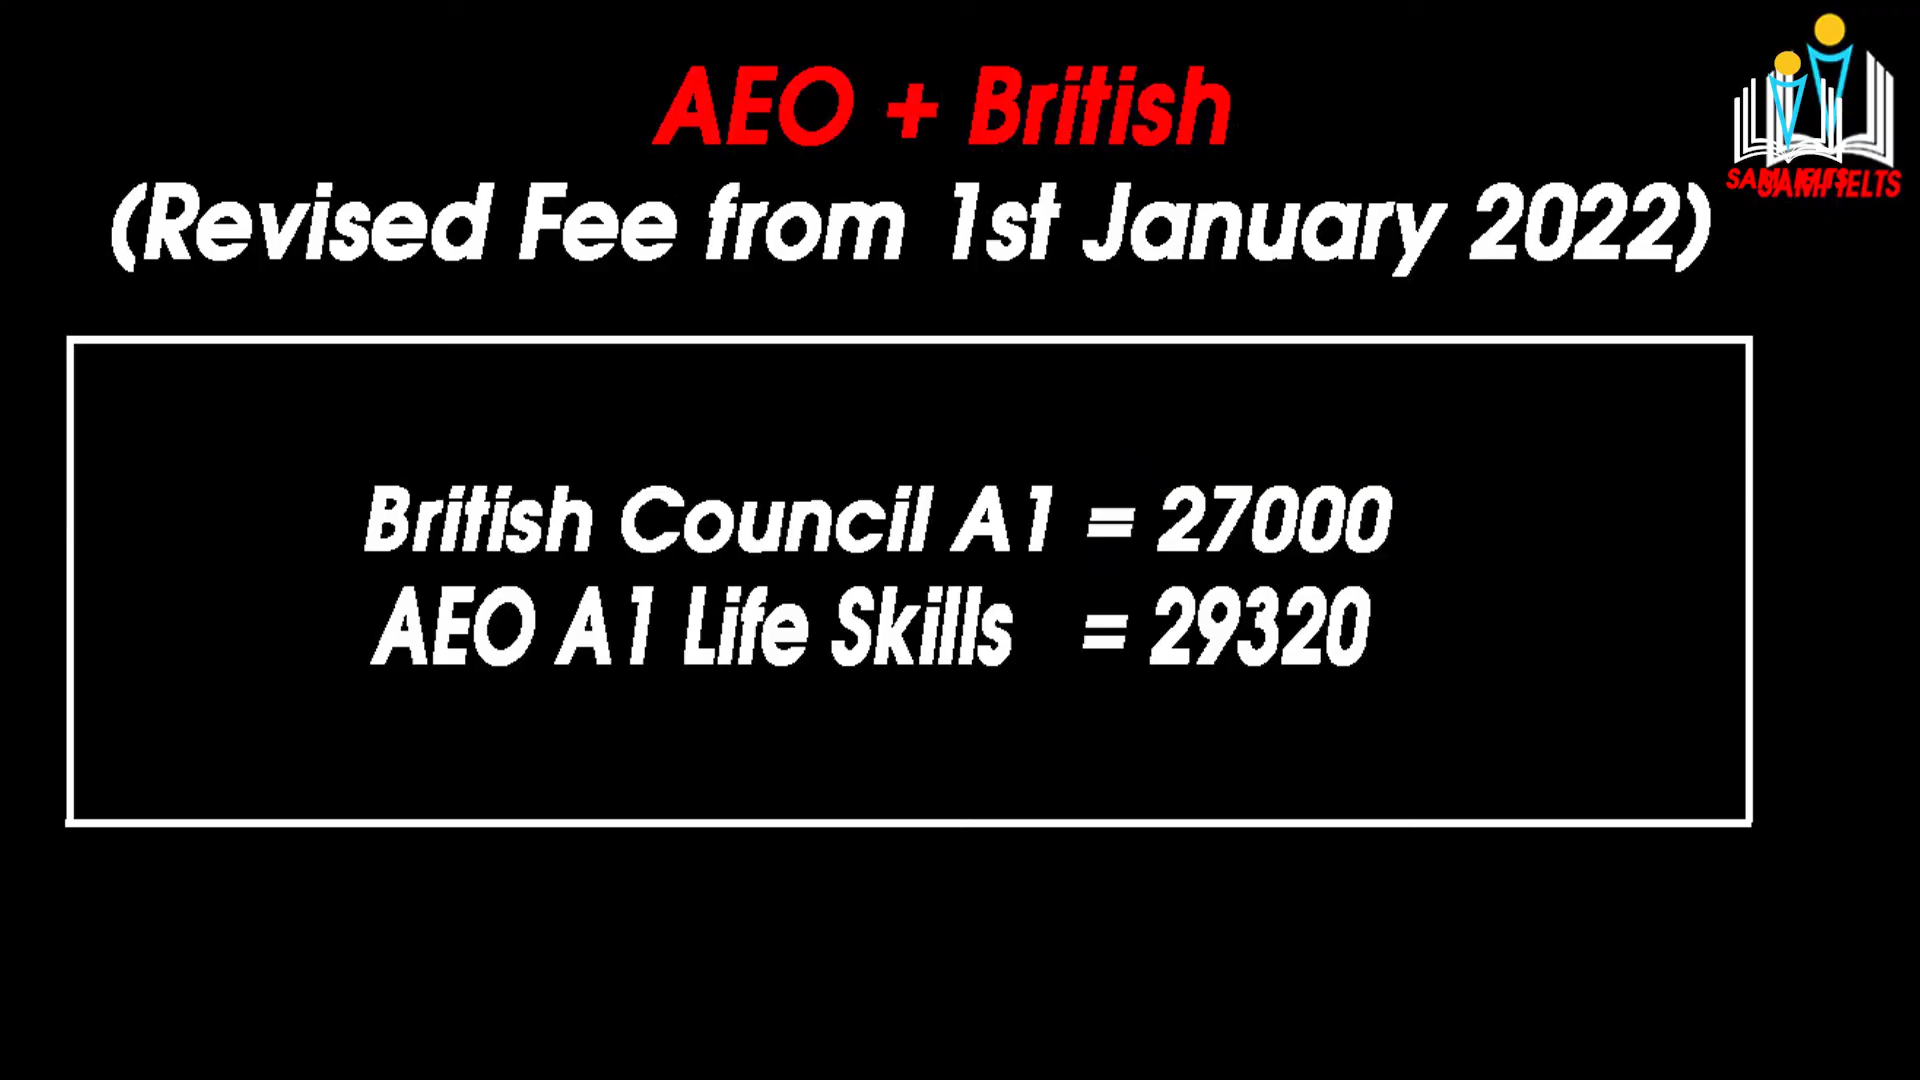 AEO + British
(Revised Fee from 1st January 2022)
British Council A1 = 27000
AEO A1 Life Skills = 29320